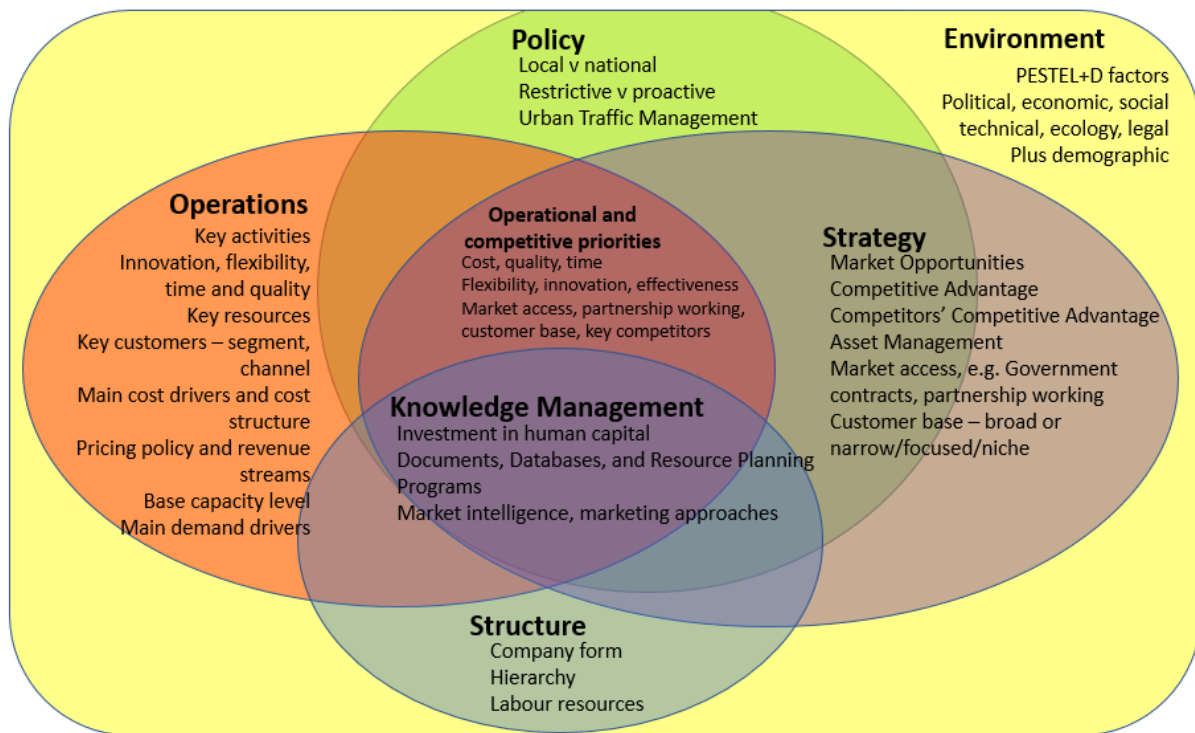 Policy
Local v national
Restrictive v proactive
Urban Traffic Management
Environment
PESTEL+D factors
Political, economic, social
technical, ecology, legal
Plus demographic
Operations
Key activities
Innovation, flexibility,
time and quality
Key resources
Key customers – segment,
channel
Main cost drivers and cost
structure
Pricing policy and revenue
streams
Base capacity level
Main demand drivers
Operational and
competitive priorities
Cost, quality, time
Flexibility, innovation, effectiveness
Market access, partnership working,
customer base, key competitors
Strategy
Market Opportunities
Competitive Advantage
Competitors’ Competitive Advantage
Asset Management
Market access, e.g. Government
contracts, partnership working
Customer base – broad or
narrow/focused/niche
Knowledge Management
Investment in human capital
Documents, Databases, and Resource Planning
Programs
Market intelligence, marketing approaches
Structure
Company form
Hierarchy
Labour resources